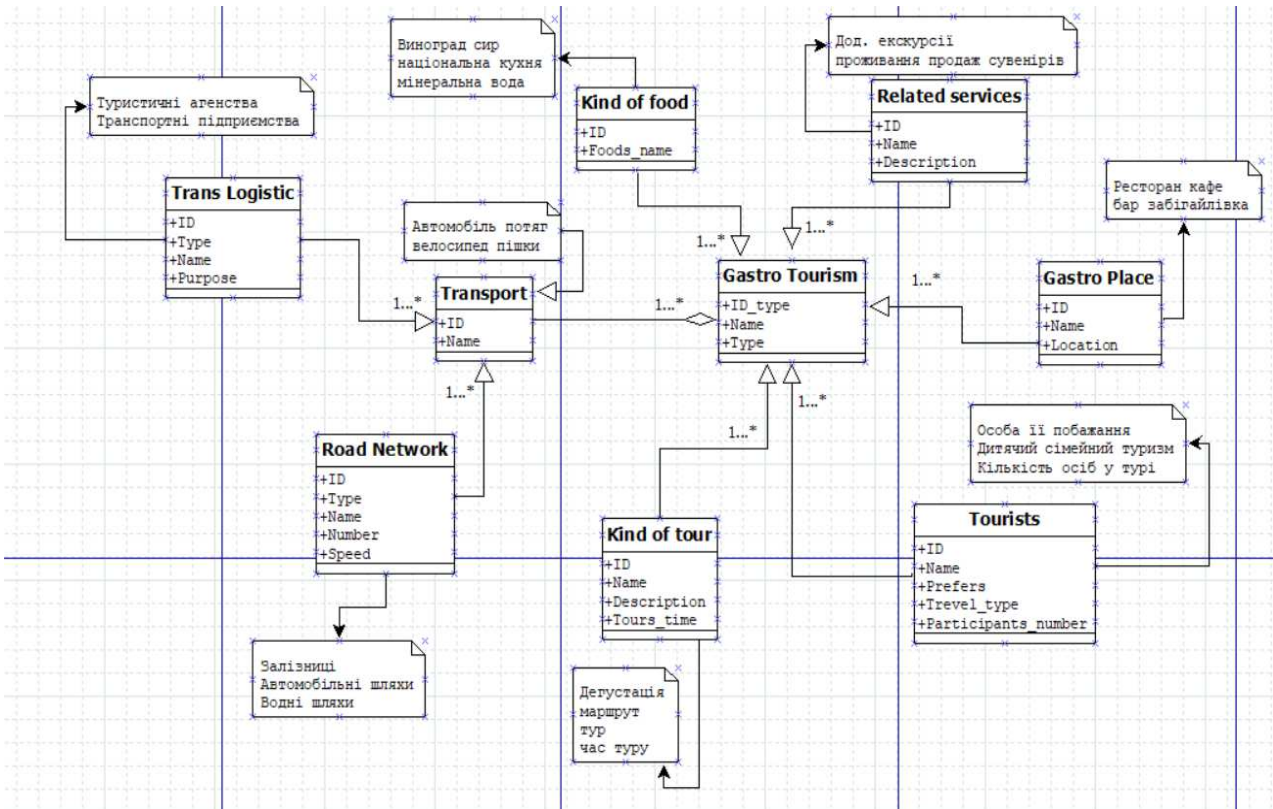 Виноград сир
національна кухня
мінеральна вода
Дод. екскурсії
проживання продаж сувенірів
Туристичні агенства
Транспортні підприємства
Kind of food
+ID
+Foods_name
Related services
+ID
+Name
+Description
Trans Logistic
+ID
+Type
+Name
+Purpose
Автомобіль потяг
велосипед пішки
Ресторан кафе
бар забігайлівка
1...*
1...*
Transport
+ID
+Name
1...*
Gastro Tourism
+ID_type
+Name
+Type
1...*
1...*
Gastro Place
+ID
+Name
+Location
1...*
1...*
1...*
Road Network
+ID
+Type
+Name
+Number
+Speed
Особа її побажання
Дитячий сімейний туризм
Кількість осіб у турі
Kind of tour
+ID
+Name
+Description
+Tours_time
Tourists
+ID
+Name
+Prefers
+Trevel_type
+Participants_number
Залізниці
Автомобільні шляхи
Водні шляхи
Дегустація
маршрут
тур
час туру